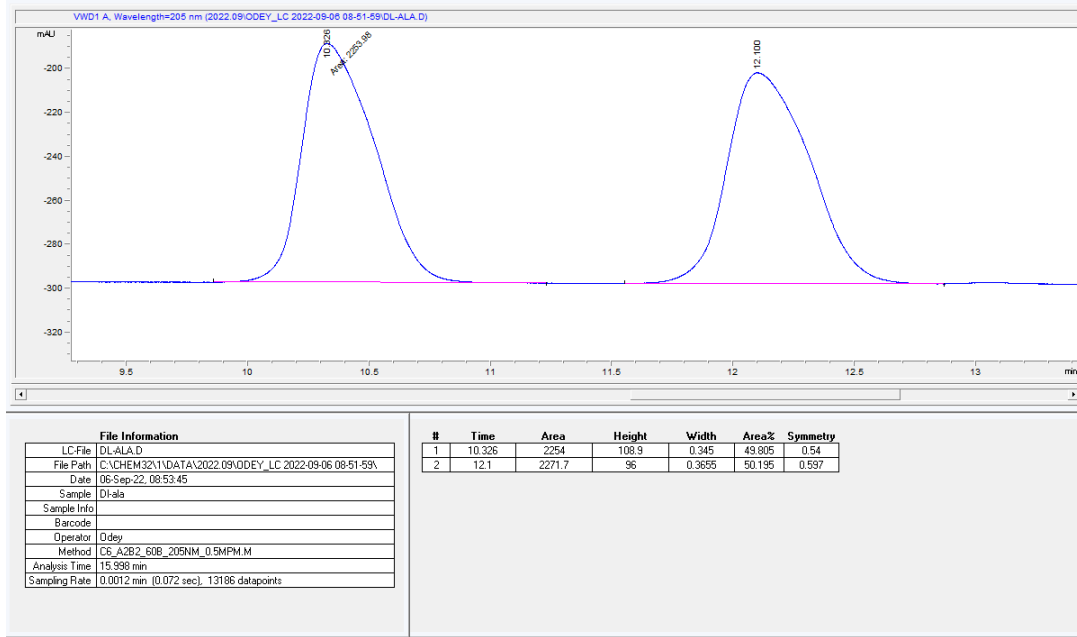 VWD1 A, Wavelength=205 nm (2022.09\ODEY_LC 2022-09-06 08-51-59\DL-ALA.D)
mAU
10.326
Area: 2253.98
12.100
-200
-220
-240
-260
-280
-300
-320
9.5 10 10.5 11 11.5 12 12.5 13 min
File Information
LC-File DL-ALA.D
File Path C:\CHEM32\1\DATA\2022.09\ODEY_LC 2022-09-06 08-51-59\
Date 06-Sep-22, 08:53:45
Sample Dl-ala
Sample Info
Barcode
Operator Odey
Method C6_A2B2_60B_205NM_0.5MPM.M
Analysis Time 15.998 min
Sampling Rate 0.0012 min (0.072 sec), 13186 datapoints
# Time Area Height Width Area% Symmetry
1 10.326 2254 108.9 0.345 49.805 0.54
2 12.1 2271.7 96 0.3655 50.195 0.597